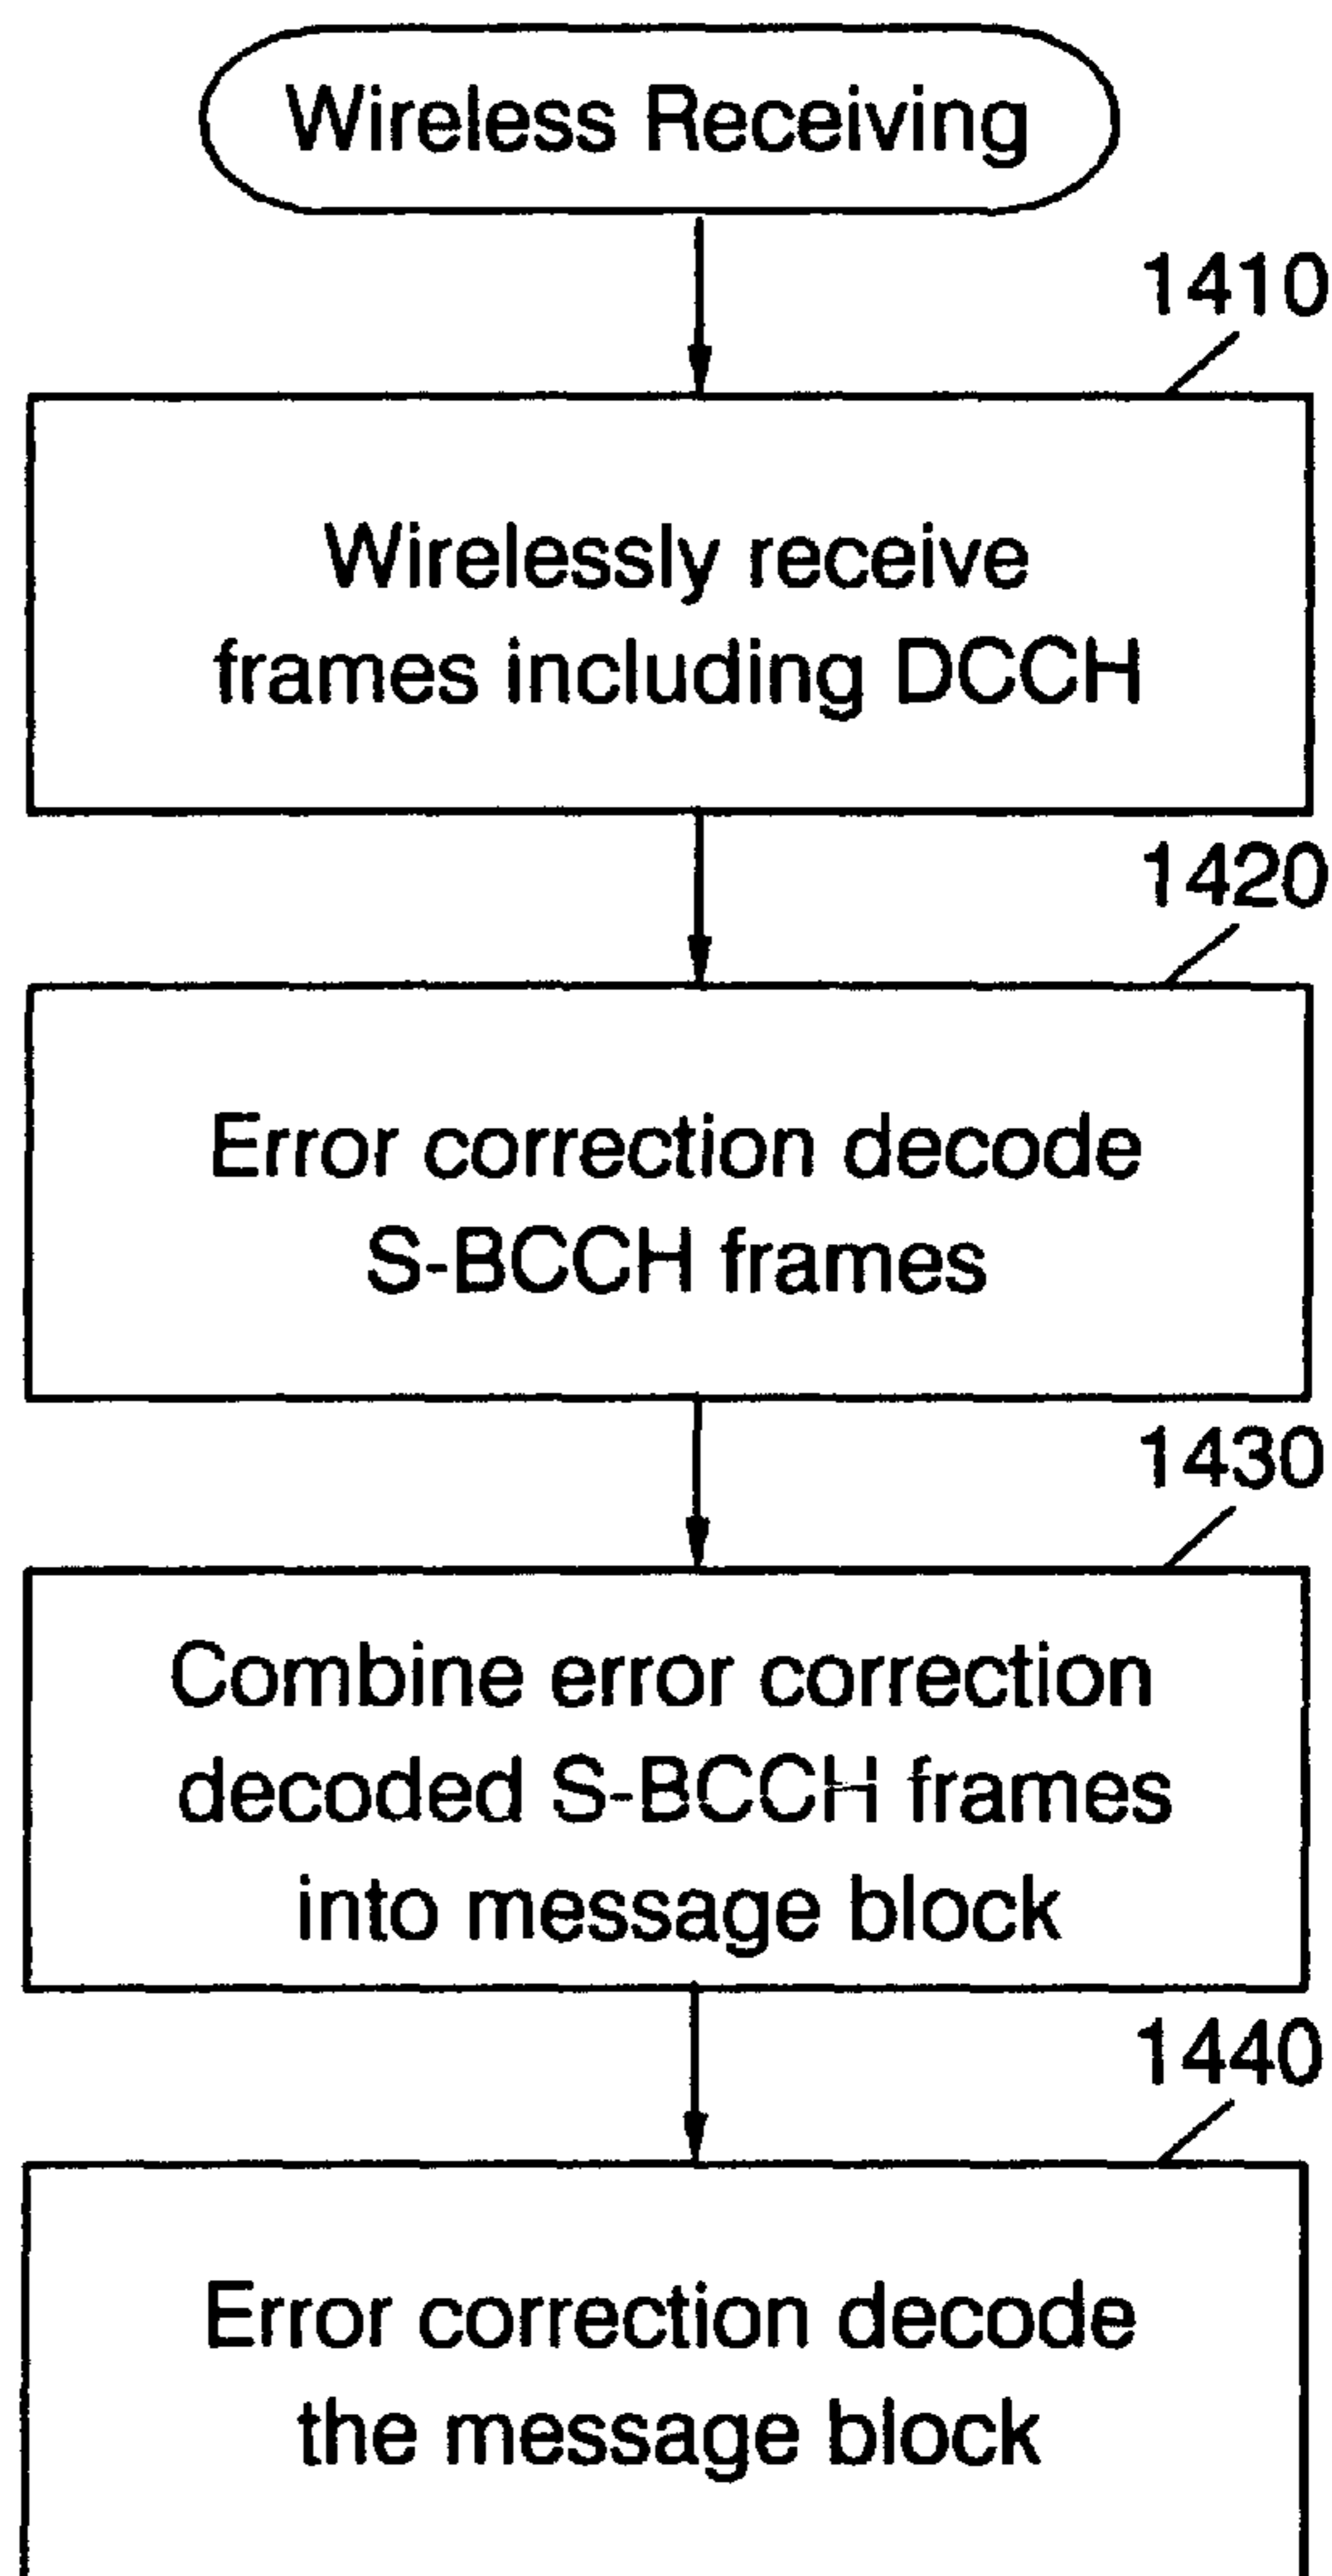 Wireless Receiving
1410
Wirelessly receive
frames including DCCH
1420
Error correction decode
S-BCCH frames
1430
Combine error correction
decoded S-BCCH frames
into message block
1440
Error correction decode
the message block